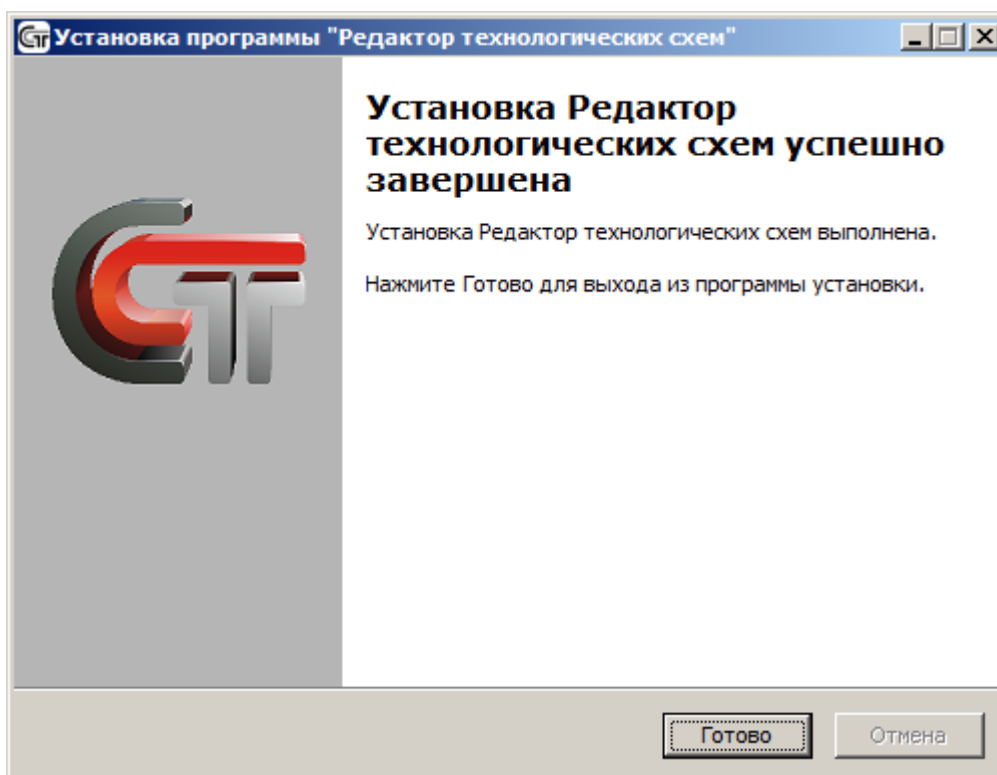 Установка программы "Редактор технологических схем"
Установка Редактор
технологических схем успешно
завершена
Установка Редактор технологических схем выполнена.
Нажмите Готово для выхода из программы установки.
Готово
Отмена